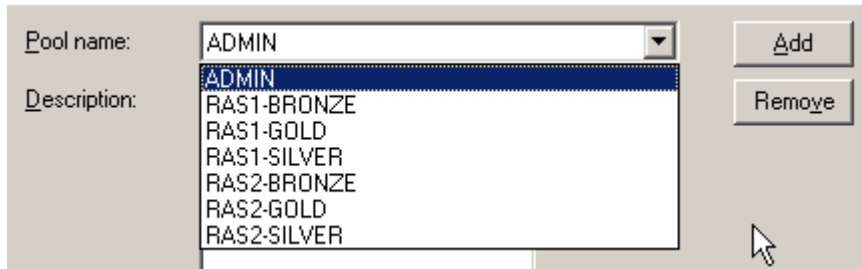 Pool name:
ADMIN
Add
ADMIN
Description:
RAS1-BRONZE
Remove
RAS1-GOLD
RAS1-SILVER
RAS2-BRONZE
RAS2-GOLD
RAS2-SILVER